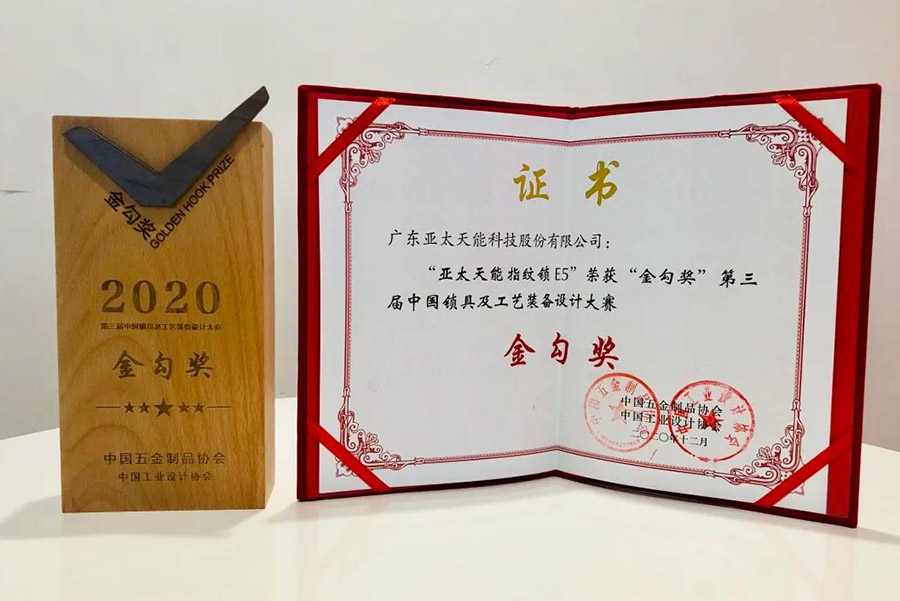 金勾奖
GOLDEN HOOK PRIZE
2020
第三届中国锁具及工艺装备设计大赛
金勾奖
中国五金制品协会
中国工业设计协会
证书
广东亚太天能科技股份有限公司：
“亚太天能指纹锁E5”荣获“金勾奖”第三
届中国锁具及工艺装备设计大赛
金勾奖
中国五金制品协会
中国工业设计协会
二〇二〇年十二月